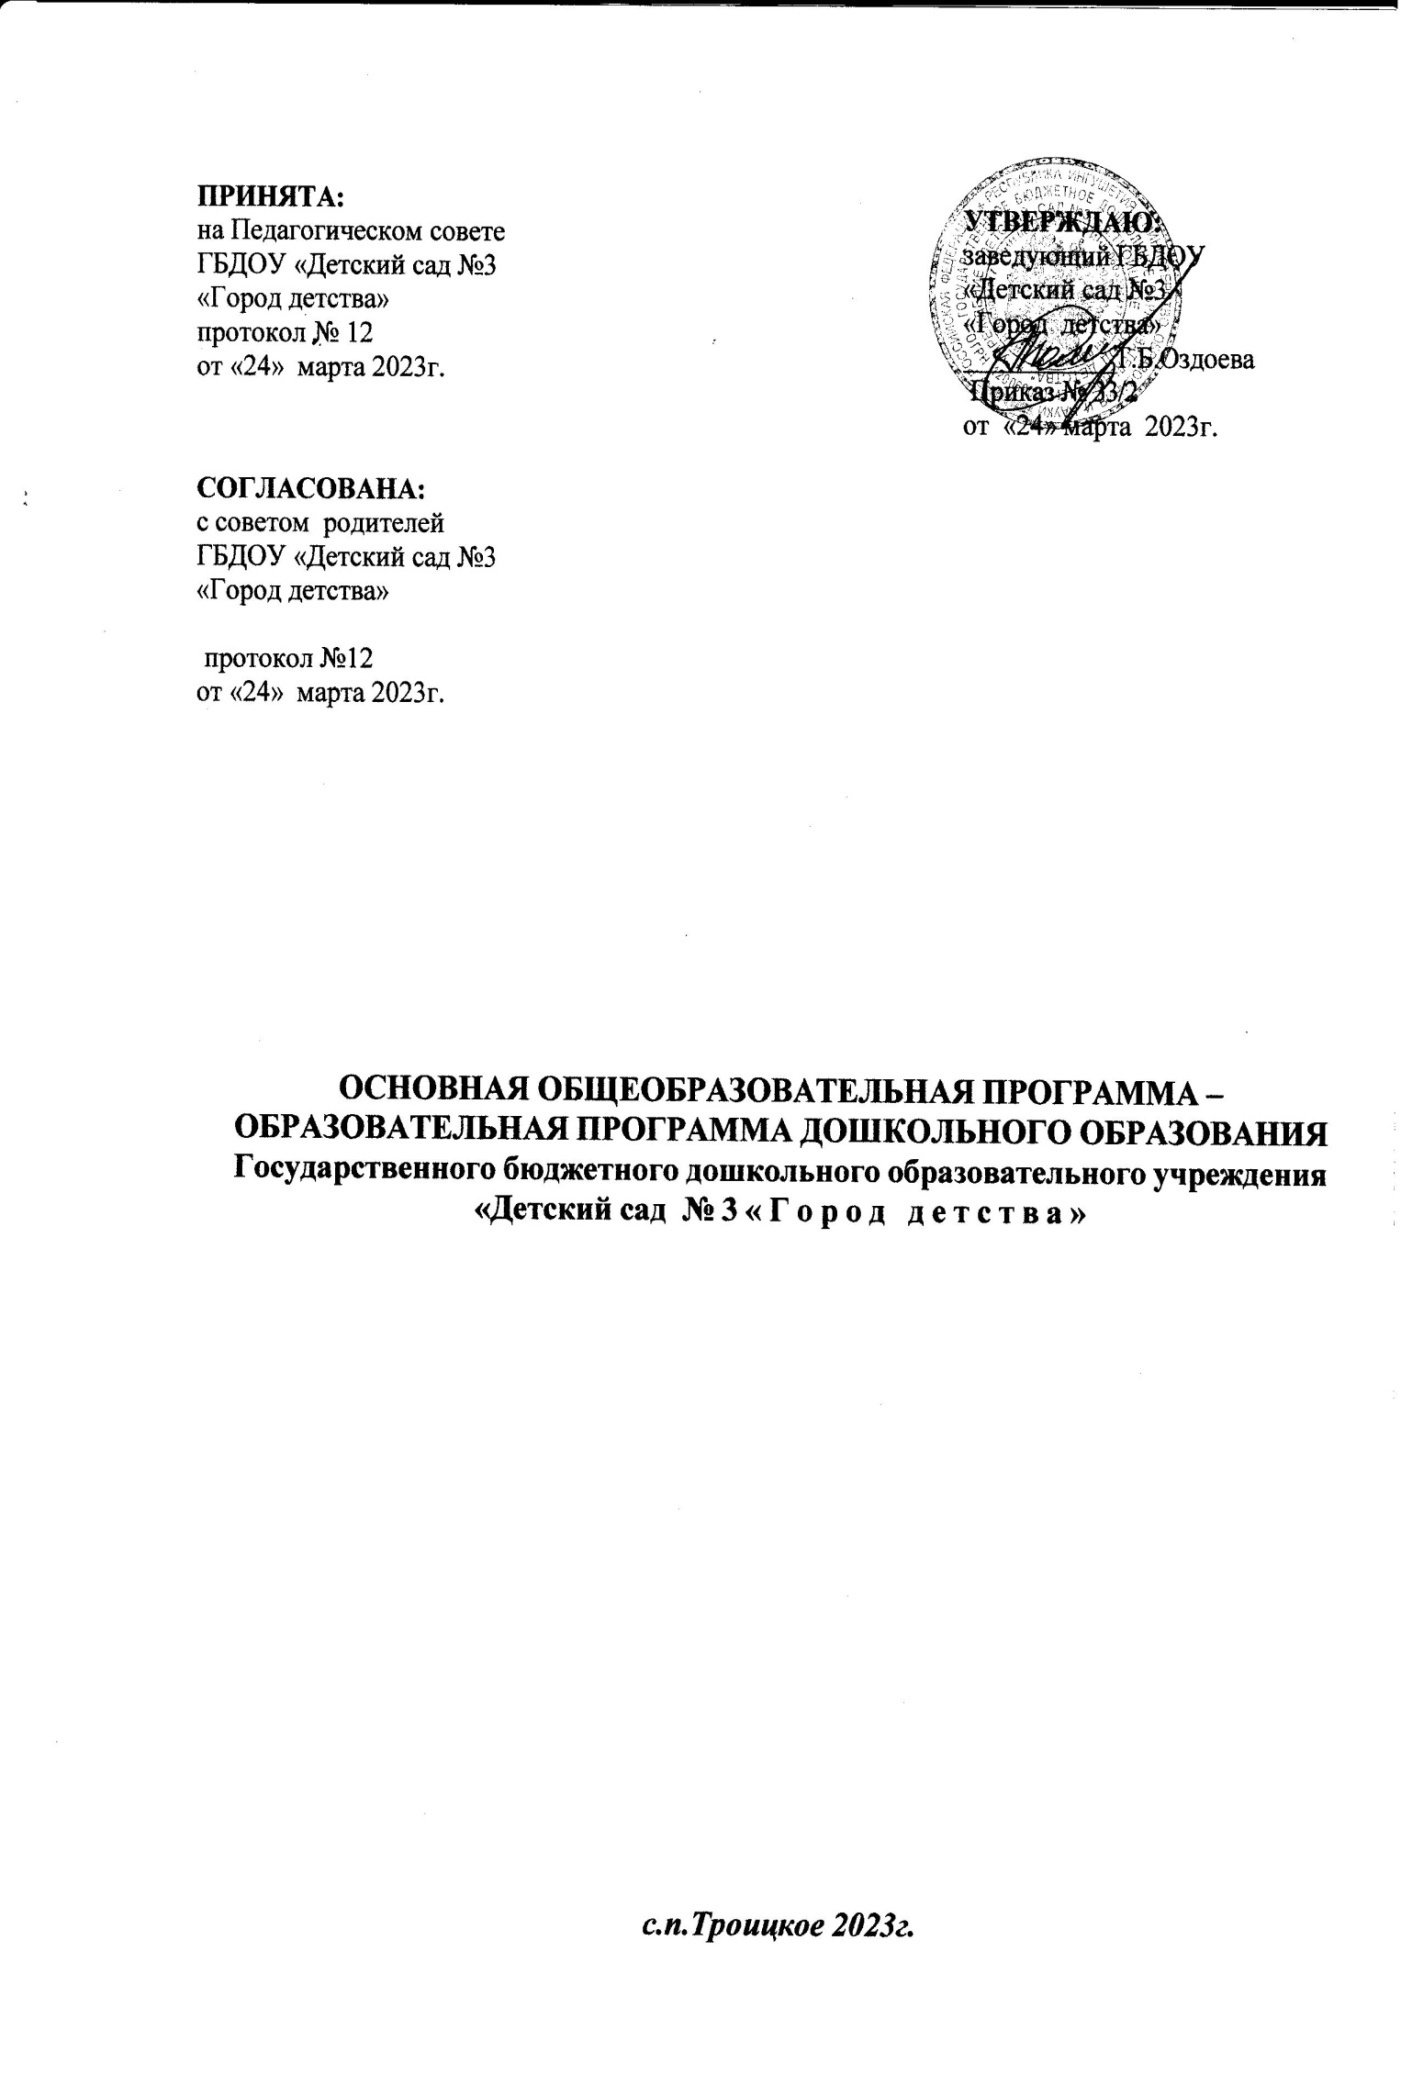 ПРИНЯТА:
на Педагогическом совете
ГБДОУ «Детский сад №3
«Город детства»
протокол № 12
от «24» марта 2023г.
УТВЕРЖДАЮ:
заведующий ГБДОУ
«Детский сад №3
«Город детства»
Г.Б.Оздоева
Приказ № 23/2
от «24» марта 2023г.
СОГЛАСОВАНА:
с советом родителей
ГБДОУ «Детский сад №3
«Город детства»
протокол №12
от «24» марта 2023г.
ОСНОВНАЯ ОБЩЕОБРАЗОВАТЕЛЬНАЯ ПРОГРАММА –
ОБРАЗОВАТЕЛЬНАЯ ПРОГРАММА ДОШКОЛЬНОГО ОБРАЗОВАНИЯ
Государственного бюджетного дошкольного образовательного учреждения
«Детский сад № 3 « Г о р о д д е т с т в а »
с.п.Троицкое 2023г.